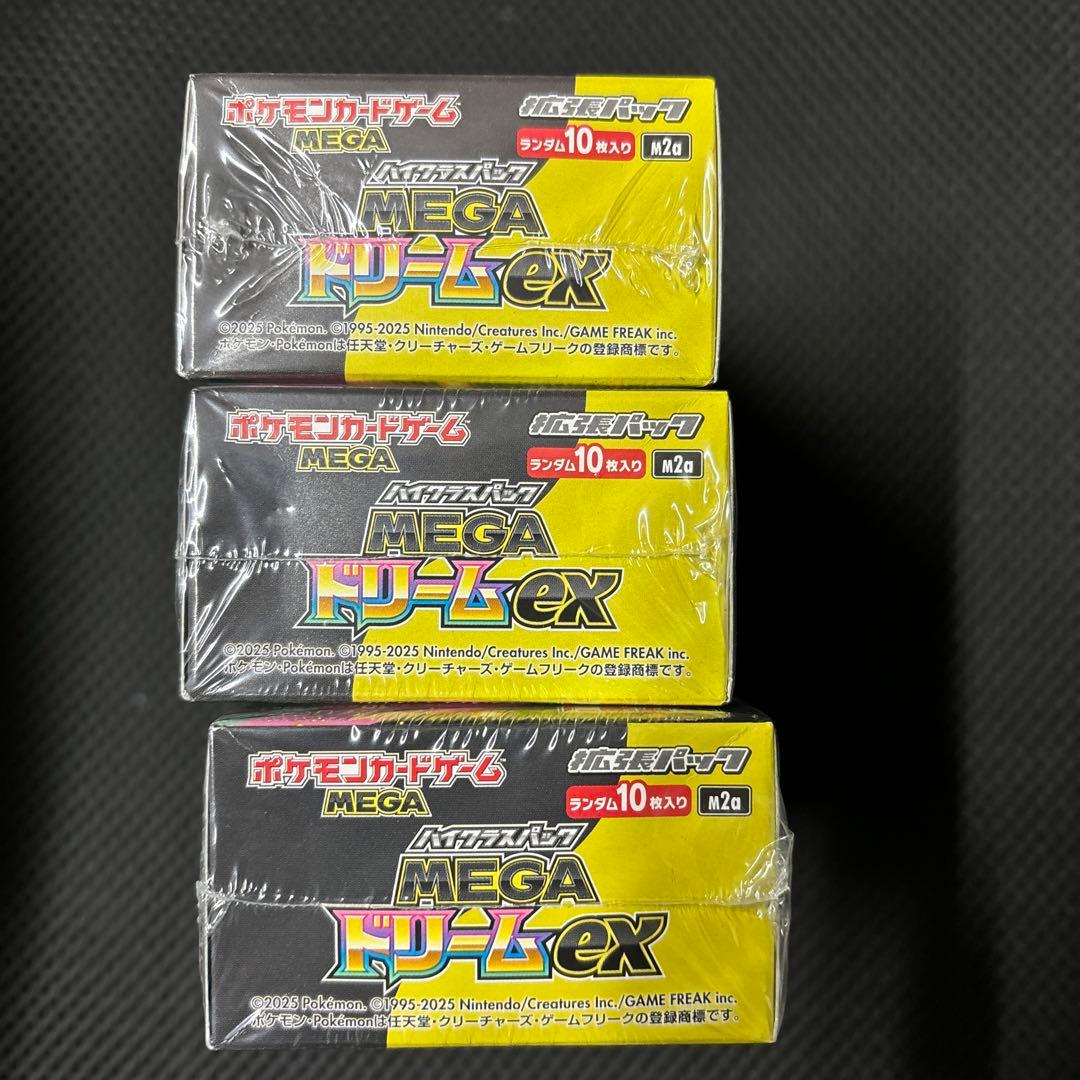 ポケモンカードゲーム
MEGA
拡張パック
ランダム10枚入り M2a
ハイクラスパック
MEGA
ドリームex
©2025 Pokémon. ©1995-2025 Nintendo/Creatures Inc./GAME FREAK inc.
ポケモン・Pokémonは任天堂・クリーチャーズ・ゲームフリークの登録商標です。
ポケモンカードゲーム
MEGA
拡張パック
ランダム10枚入り M2a
ハイクラスパック
MEGA
ドリームex
©2025 Pokémon. ©1995-2025 Nintendo/Creatures Inc./GAME FREAK inc.
ポケモン・Pokémonは任天堂・クリーチャーズ・ゲームフリークの登録商標です。
ポケモンカードゲーム
MEGA
拡張パック
ランダム10枚入り M2a
ハイクラスパック
MEGA
ドリームex
©2025 Pokémon. ©1995-2025 Nintendo/Creatures Inc./GAME FREAK inc.
ポケモン・Pokémonは任天堂・クリーチャーズ・ゲームフリークの登録商標です。